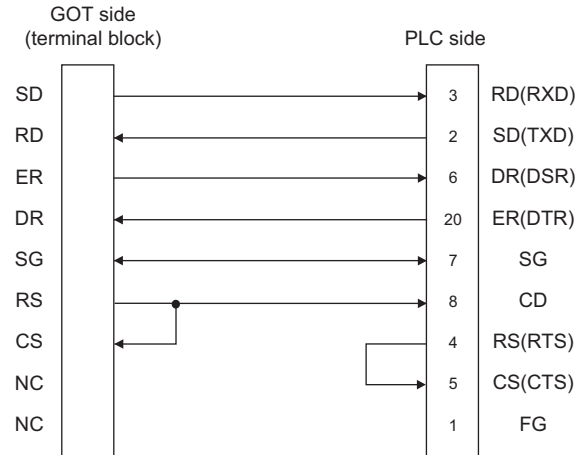 GOT side
(terminal block)
PLC side
SD 3 RD(RXD)
RD 2 SD(TXD)
ER 6 DR(DSR)
DR 20 ER(DTR)
SG 7 SG
RS 8 CD
CS 4 RS(RTS)
NC 5 CS(CTS)
NC 1 FG